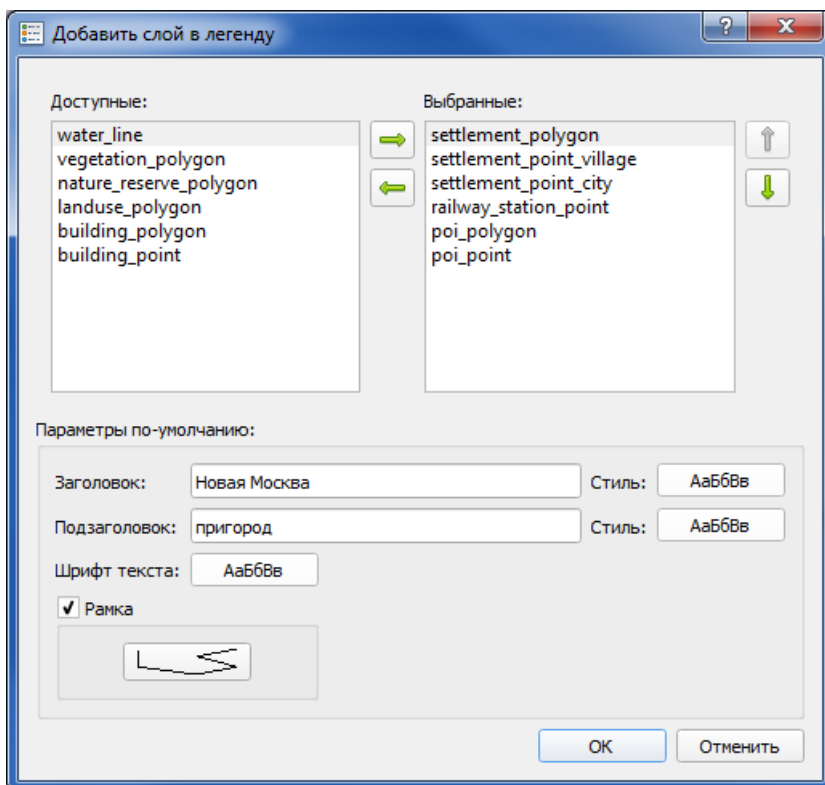 Добавить слой в легенду
?
Доступные:
water_line
vegetation_polygon
nature_reserve_polygon
landuse_polygon
building_polygon
building_point
Выбранные:
settlement_polygon
settlement_point_village
settlement_point_city
railway_station_point
poi_polygon
poi_point
Параметры по-умолчанию:
Заголовок: Новая Москва Стиль: АаБбВв
Подзаголовок: пригород Стиль: АаБбВв
Шрифт текста: АаБбВв
Рамка
OK Отменить